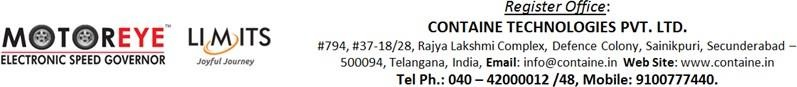 MOTOREYE™
ELECTRONIC SPEED GOVERNOR
LIMITS
Joyful Journey
Register Office:
CONTAINE TECHNOLOGIES PVT. LTD.
#794, #37-18/28, Rajya Lakshmi Complex, Defence Colony, Sainikpuri, Secunderabad –
500094, Telangana, India, Email: info@containe.in Web Site: www.containe.in
Tel Ph.: 040 – 42000012 /48, Mobile: 9100777440.